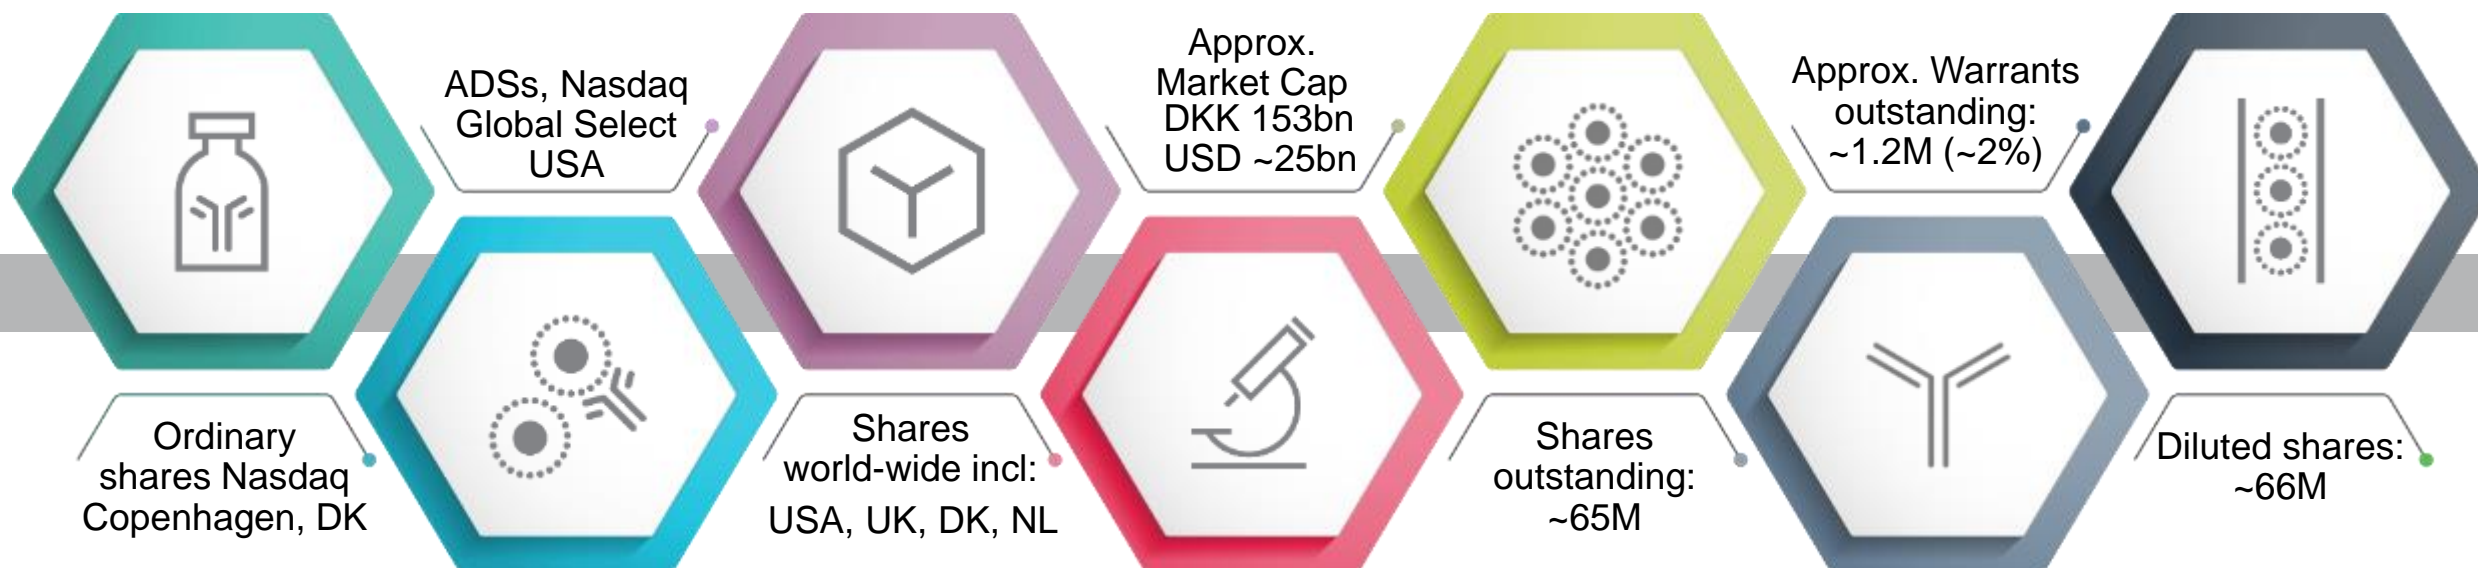 Ordinary
shares Nasdaq
Copenhagen, DK
ADSs, Nasdaq
Global Select
USA
Shares
world-wide incl:
USA, UK, DK, NL
Approx.
Market Cap
DKK 153bn
USD ~25bn
Shares
outstanding:
~65M
Approx. Warrants
outstanding:
~1.2M (~2%)
Diluted shares:
~66M